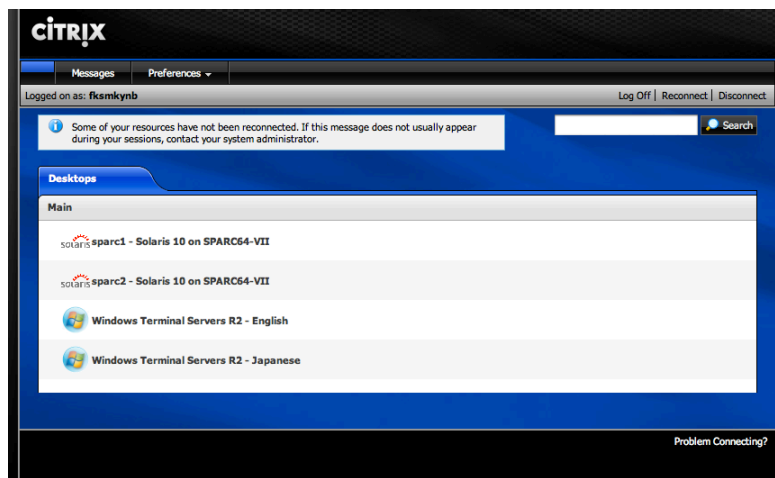 CITRIX
Messages Preferences
Logged on as: fksmkynb Log Off | Reconnect | Disconnect
Some of your resources have not been reconnected. If this message does not usually appear
during your sessions, contact your system administrator.
Search
Desktops
Main
solaris sparc1 - Solaris 10 on SPARC64-VII
solaris sparc2 - Solaris 10 on SPARC64-VII
Windows Terminal Servers R2 - English
Windows Terminal Servers R2 - Japanese
Problem Connecting?